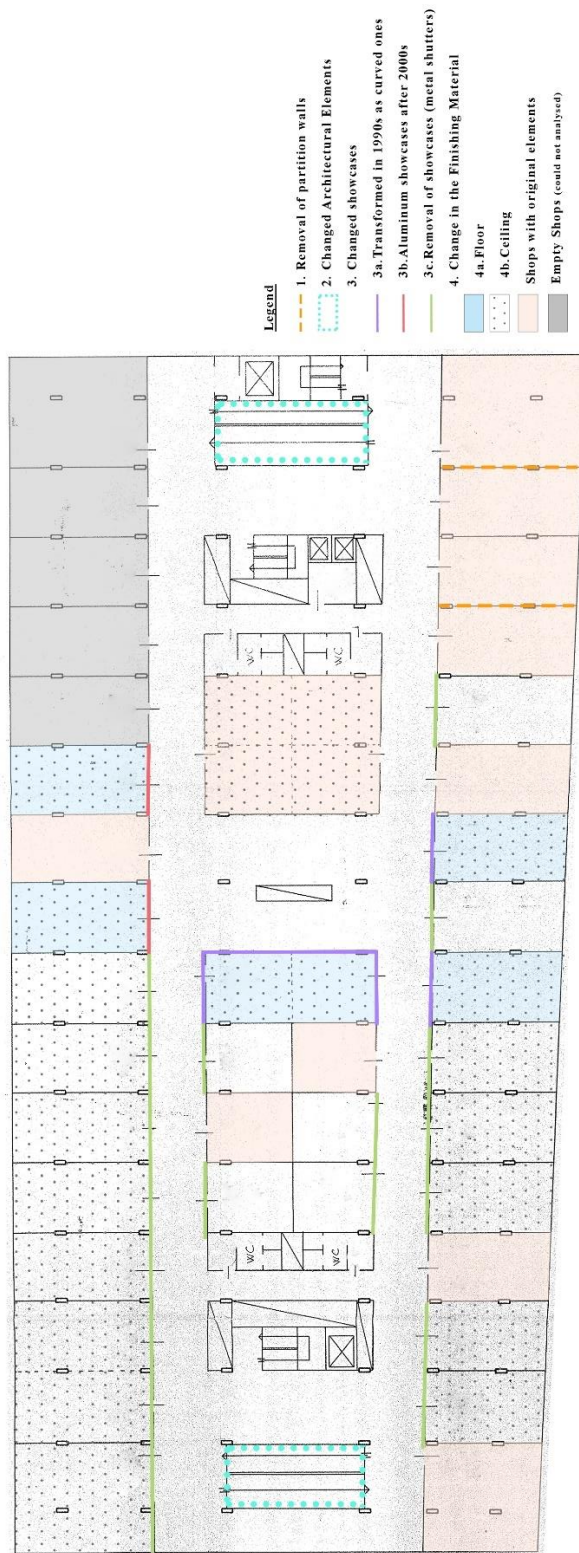 Legend
1. Removal of partition walls
2. Changed Architectural Elements
3. Changed showcases
3a.Transformed in 1990s as curved ones
3b.Aluminum showcases after 2000s
3c.Removal of showcases (metal shutters)
4. Change in the Finishing Material
4a.Floor
4b.Ceiling
Shops with original elements
Empty Shops (could not analysed)
WC
WC
WC
WC